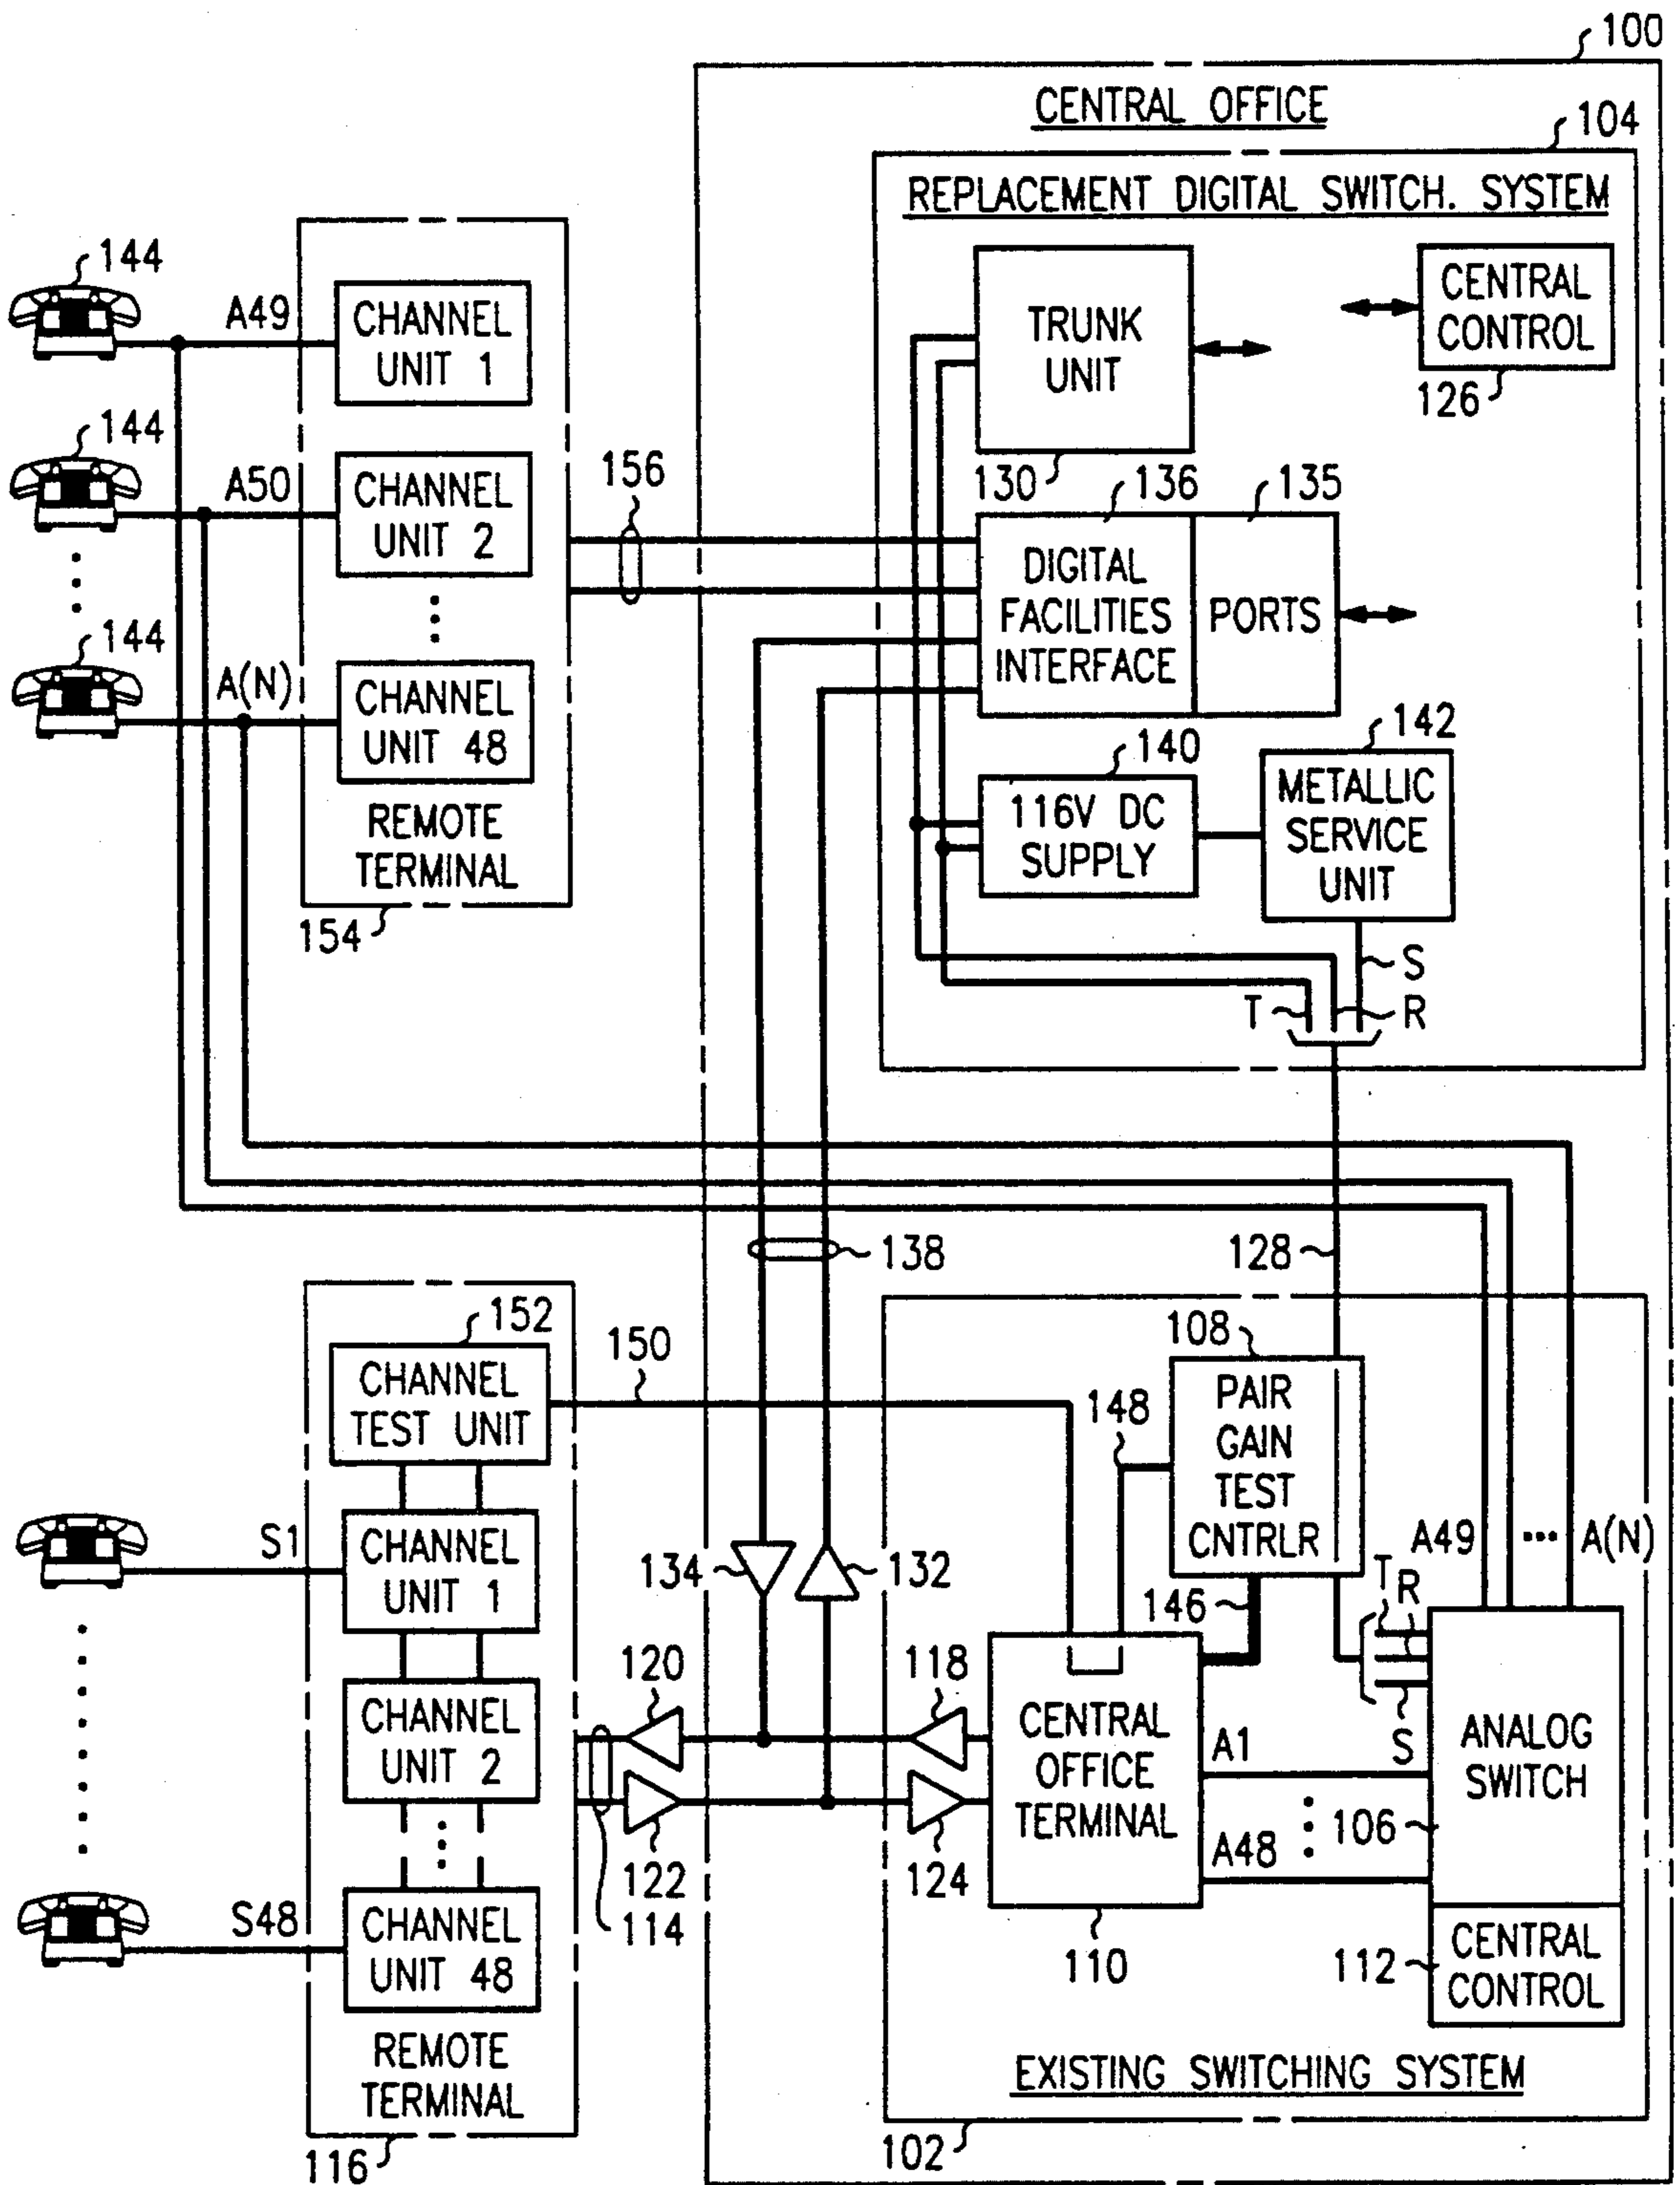 100
CENTRAL OFFICE
104
REPLACEMENT DIGITAL SWITCH. SYSTEM
144
A49
CHANNEL
UNIT 1
TRUNK
UNIT
CENTRAL
CONTROL
126
144
A50
CHANNEL
UNIT 2
156
130
136
135
DIGITAL
FACILITIES
INTERFACE
PORTS
144
A(N)
CHANNEL
UNIT 48
REMOTE
TERMINAL
154
140
116V DC
SUPPLY
142
METALLIC
SERVICE
UNIT
S
T
R
138
128
152
CHANNEL
TEST UNIT
150
148
108
PAIR
GAIN
TEST
CNTRLR
A49
...
A(N)
S1
CHANNEL
UNIT 1
134
132
146
T
R
S
120
118
CHANNEL
UNIT 2
122
124
114
CENTRAL
OFFICE
TERMINAL
110
A1
A48
ANALOG
SWITCH
106
S48
CHANNEL
UNIT 48
112
CENTRAL
CONTROL
REMOTE
TERMINAL
116
EXISTING SWITCHING SYSTEM
102